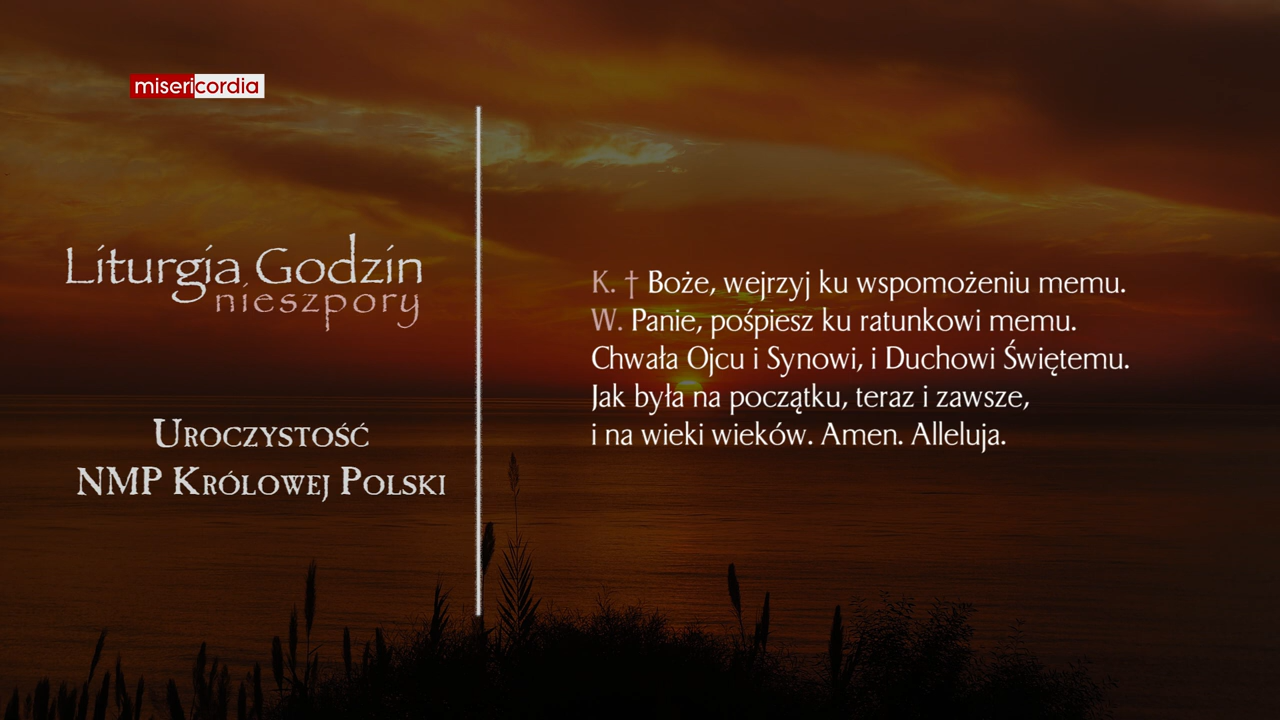 misericordia
Liturgia Godzin
nieszpory
Uroczystość
NMP Królowej Polski
K. † Boże, wejrzyj ku wspomożeniu memu.
W. Panie, pośpiesz ku ratunkowi memu.
Chwała Ojcu i Synowi, i Duchowi Świętemu.
Jak była na początku, teraz i zawsze,
i na wieki wieków. Amen. Alleluja.